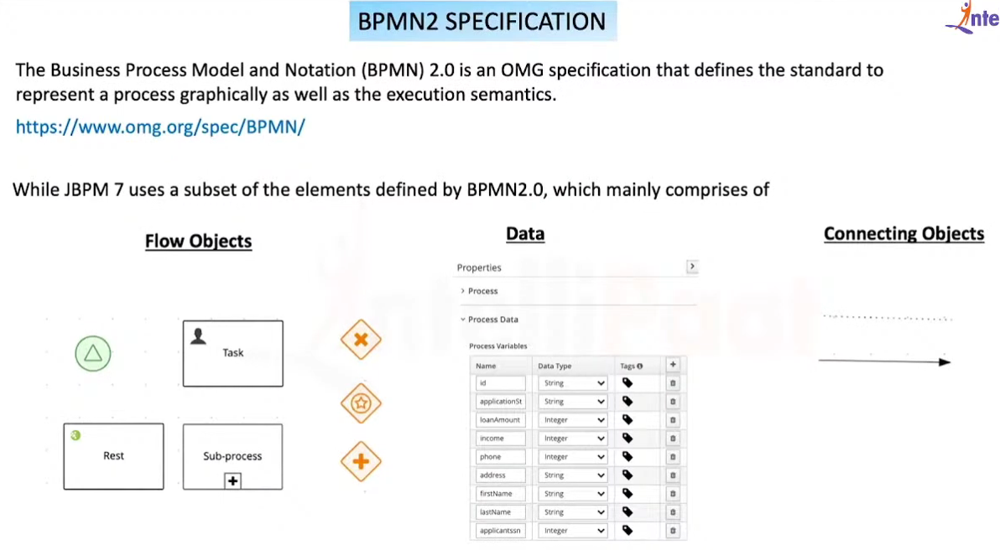 BPMN2 SPECIFICATION
inte
The Business Process Model and Notation (BPMN) 2.0 is an OMG specification that defines the standard to
represent a process graphically as well as the execution semantics.
https://www.omg.org/spec/BPMN/
While JBPM 7 uses a subset of the elements defined by BPMN2.0, which mainly comprises of
Flow Objects
Data
Connecting Objects
Task
Rest
Sub-process
Properties
Process
Process Data
Process Variables
Name Data Type Tags
id String
applicationSt String
loanAmount Integer
income Integer
phone Integer
address String
firstName String
lastName String
applicantssn Integer
intelliPaat